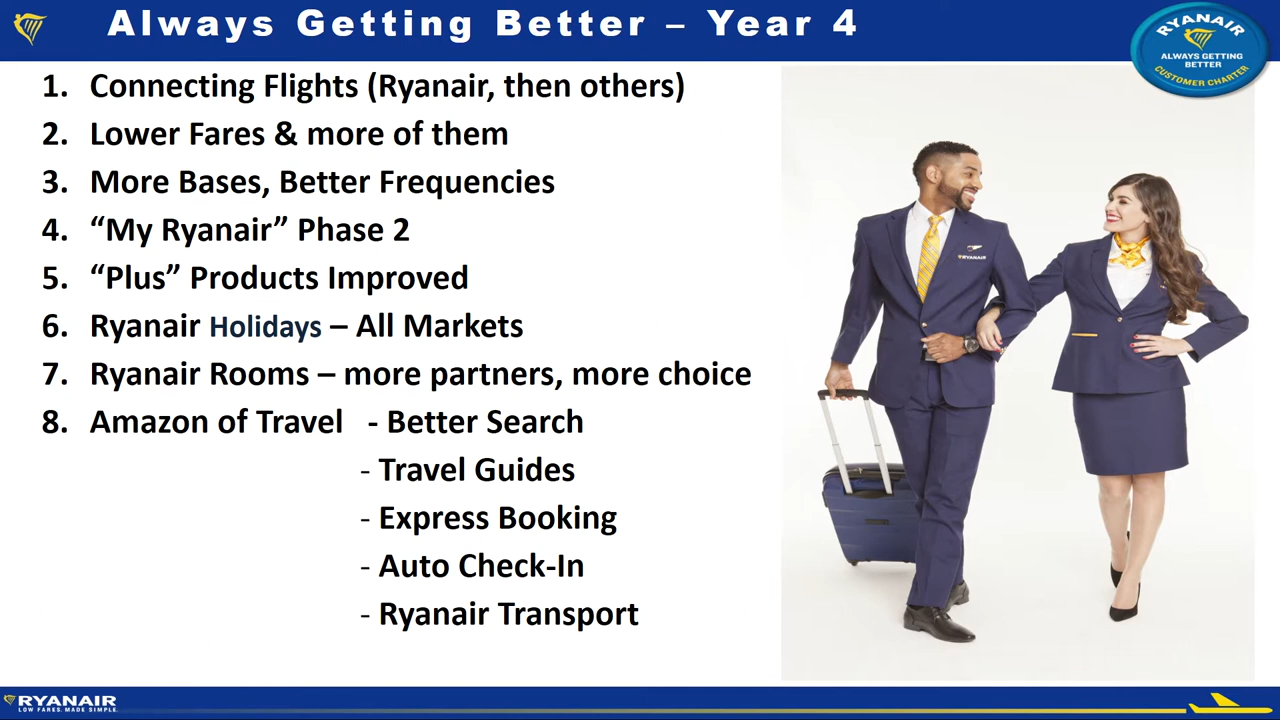 Always Getting Better – Year 4
RYANAIR
ALWAYS GETTING
BETTER
CUSTOMER CHARTER
1. Connecting Flights (Ryanair, then others)
2. Lower Fares & more of them
3. More Bases, Better Frequencies
4. “My Ryanair” Phase 2
5. “Plus” Products Improved
6. Ryanair Holidays – All Markets
7. Ryanair Rooms – more partners, more choice
8. Amazon of Travel - Better Search
- Travel Guides
- Express Booking
- Auto Check-In
- Ryanair Transport
RYANAIR
RYANAIR
LOW FARES. MADE SIMPLE.